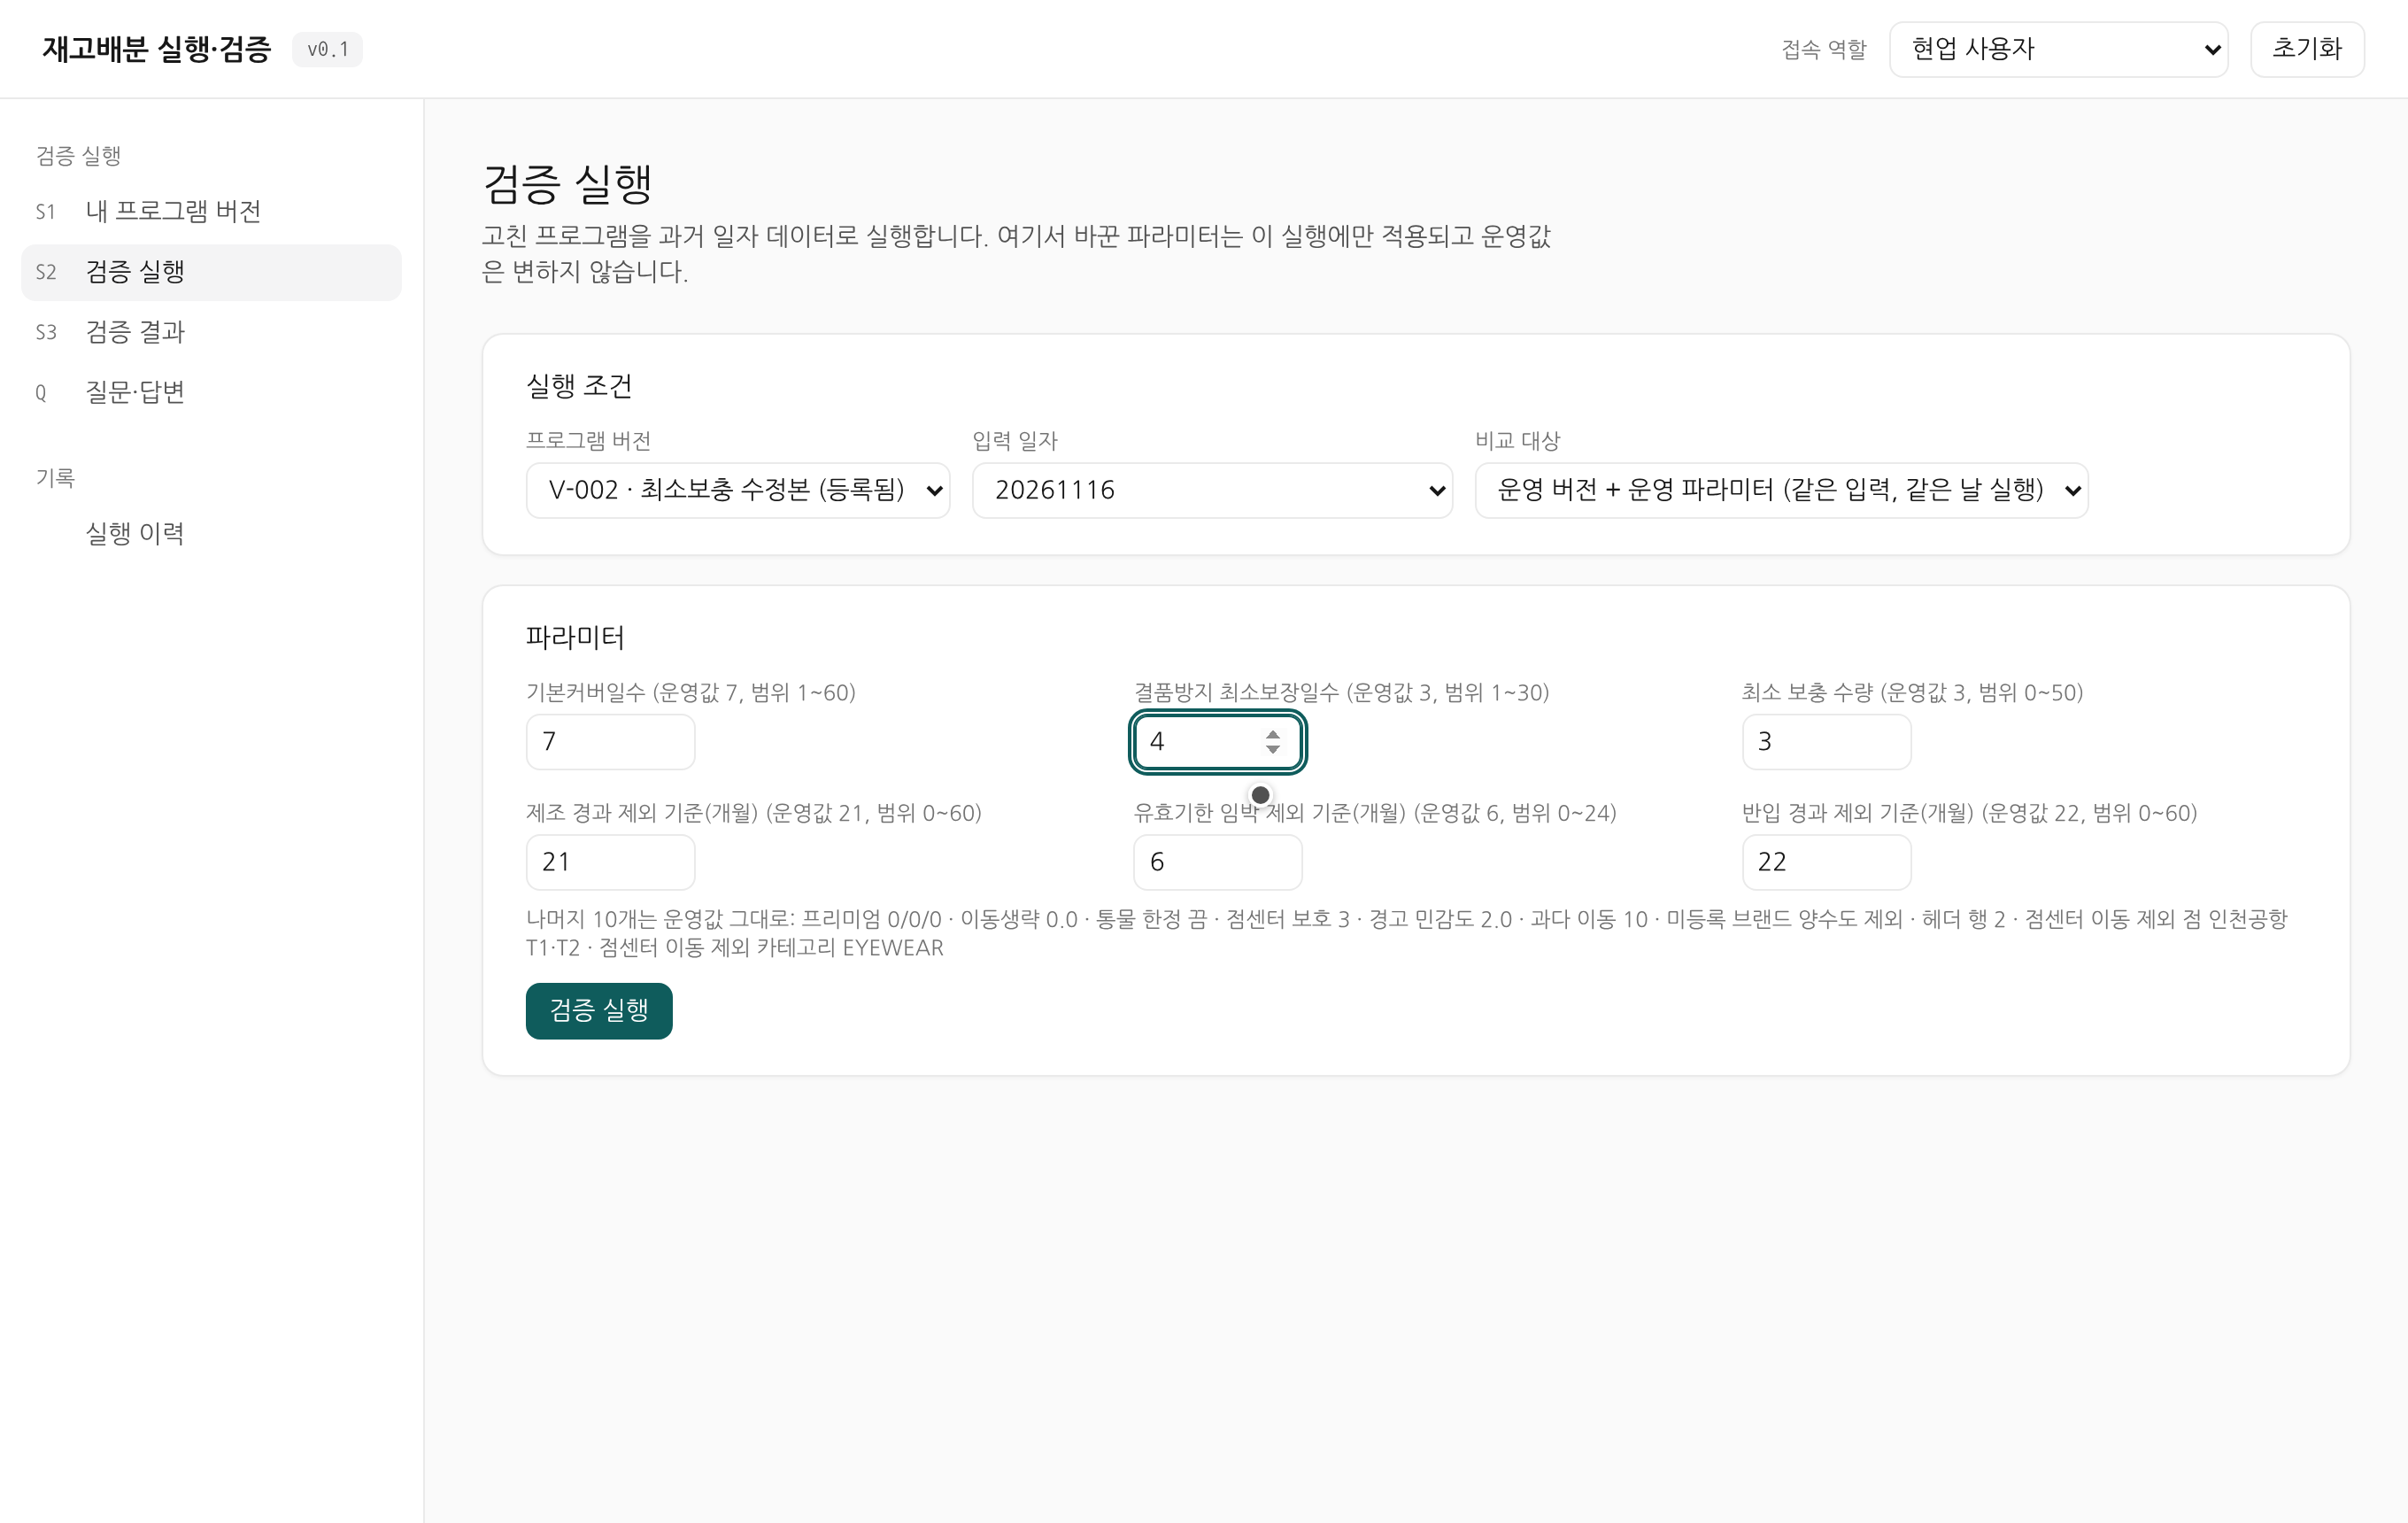 재고배분 실행·검증 v0.1 접속 역할 현업 사용자 초기화
검증 실행
S1 내 프로그램 버전
S2 검증 실행
S3 검증 결과
Q 질문·답변
기록
실행 이력
검증 실행
고친 프로그램을 과거 일자 데이터로 실행합니다. 여기서 바꾼 파라미터는 이 실행에만 적용되고 운영값
은 변하지 않습니다.
실행 조건
프로그램 버전 입력 일자 비교 대상
V-002 · 최소보충 수정본 (등록됨) 20261116 운영 버전 + 운영 파라미터 (같은 입력, 같은 날 실행)
파라미터
기본커버일수 (운영값 7, 범위 1~60) 결품방지 최소보장일수 (운영값 3, 범위 1~30) 최소 보충 수량 (운영값 3, 범위 0~50)
7 4 3
제조 경과 제외 기준(개월) (운영값 21, 범위 0~60) 유효기한 임박 제외 기준(개월) (운영값 6, 범위 0~24) 반입 경과 제외 기준(개월) (운영값 22, 범위 0~60)
21 6 22
나머지 10개는 운영값 그대로: 프리미엄 0/0/0 · 이동생략 0.0 · 통물 한정 끔 · 점센터 보호 3 · 경고 민감도 2.0 · 과다 이동 10 · 미등록 브랜드 양수도 제외 · 헤더 행 2 · 점센터 이동 제외 점 인천공항
T1·T2 · 점센터 이동 제외 카테고리 EYEWEAR
검증 실행